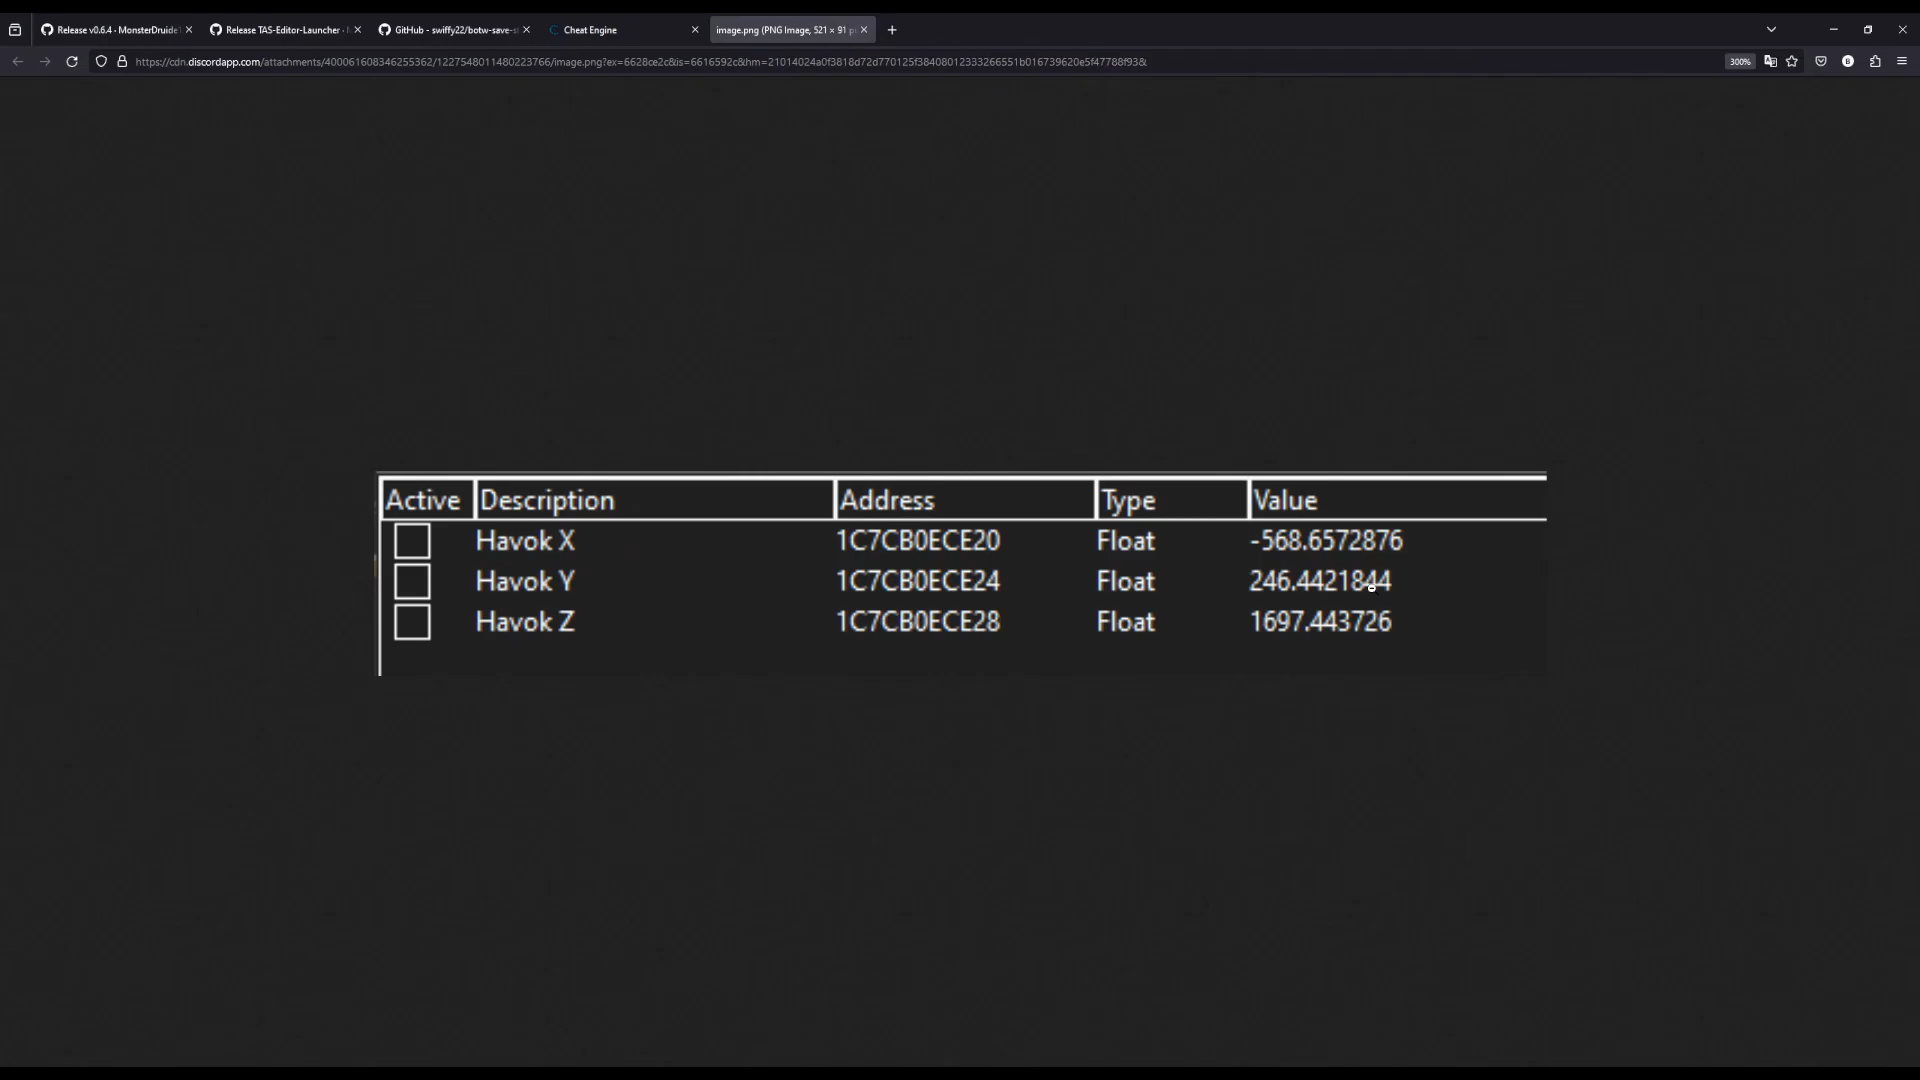 Release v0.6.4 · MonsterDruide
Release TAS-Editor-Launcher ·
GitHub - swiffy22/botw-save-s
Cheat Engine
image.png (PNG Image, 521 × 91 p
https://cdn.discordapp.com/attachments/400061608346255362/1227548011480223766/image.png?ex=6628ce2c&is=6616592c&hm=21014024a0f3818d72d770125f38408012333266551b016739620e5f47788f93&
300%
Active Description Address Type Value
Havok X 1C7CB0ECE20 Float -568.6572876
Havok Y 1C7CB0ECE24 Float 246.4421844
Havok Z 1C7CB0ECE28 Float 1697.443726